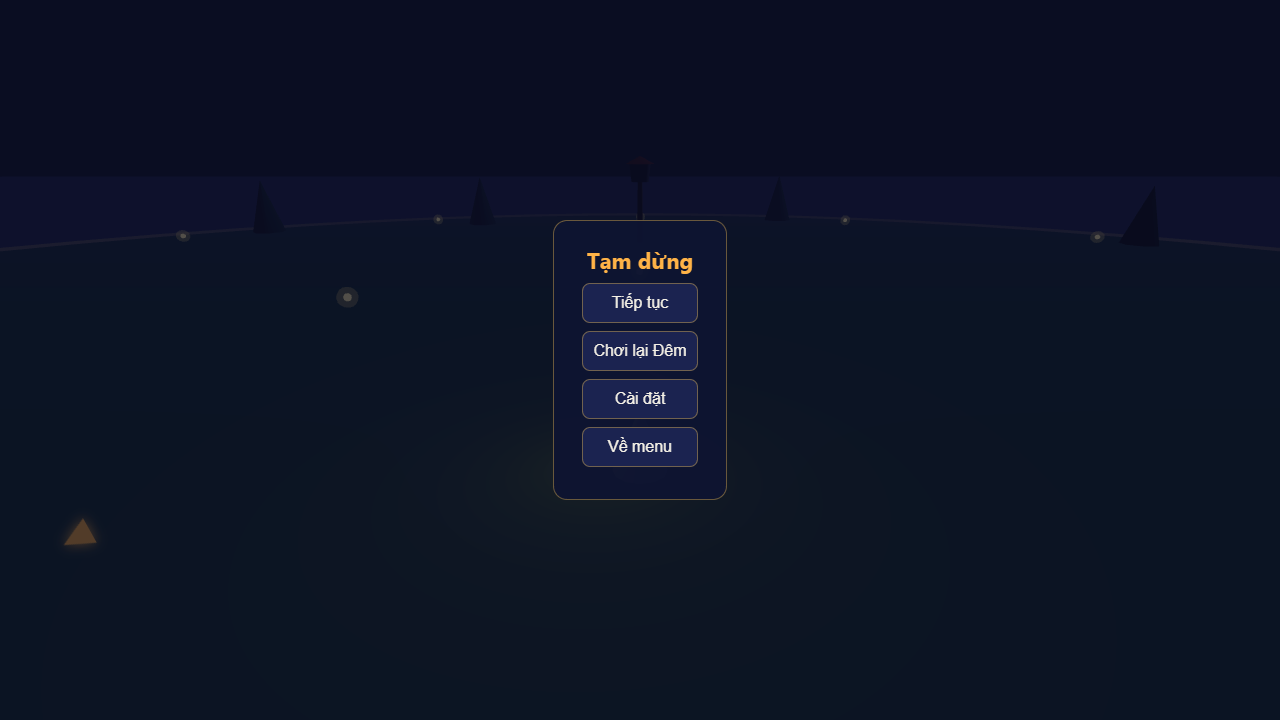 Tạm dừng
Tiếp tục
Chơi lại Đêm
Cài đặt
Về menu